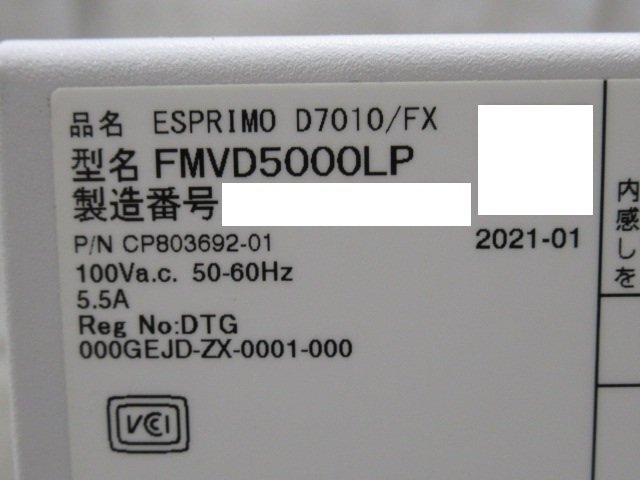 品名 ESPRIMO D7010/FX
型名 FMVD5000LP
製造番号
P/N CP803692-01
2021-01
100Va.c. 50-60Hz
5.5A
Reg No:DTG
000GEJD-ZX-0001-000
VCCI
内
感
し
を